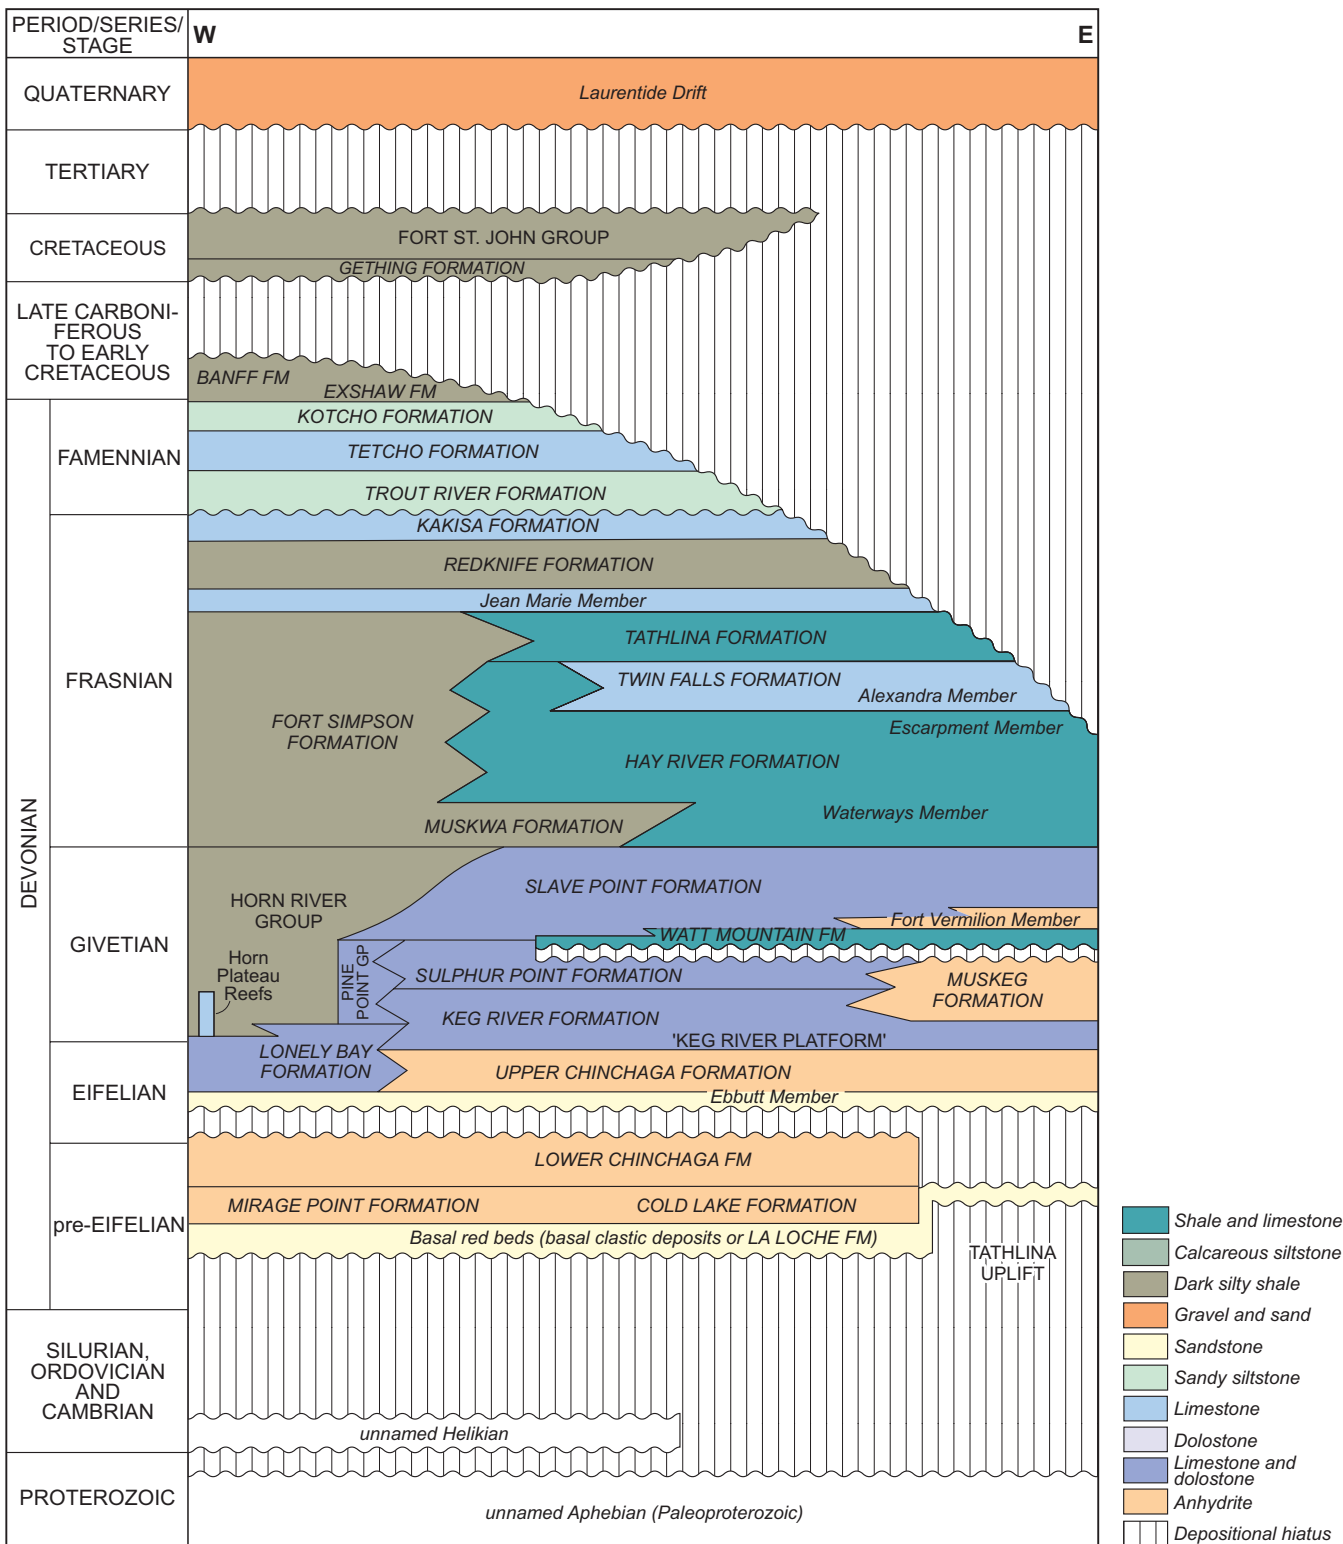 PERIOD/SERIES/
STAGE
W
E
QUATERNARY
Laurentide Drift
TERTIARY
CRETACEOUS
FORT ST. JOHN GROUP
GETHING FORMATION
LATE CARBONI-
FEROUS
TO EARLY
CRETACEOUS
BANFF FM
EXSHAW FM
DEVONIAN
FAMENNIAN
KOTCHO FORMATION
TETCHO FORMATION
TROUT RIVER FORMATION
FRASNIAN
KAKISA FORMATION
REDKNIFE FORMATION
Jean Marie Member
TATHLINA FORMATION
TWIN FALLS FORMATION
Alexandra Member
FORT SIMPSON
FORMATION
Escarpment Member
HAY RIVER FORMATION
Waterways Member
MUSKWA FORMATION
GIVETIAN
SLAVE POINT FORMATION
HORN RIVER
GROUP
Fort Vermilion Member
WATT MOUNTAIN FM
Horn
Plateau
Reefs
PINE
POINT GP
SULPHUR POINT FORMATION
MUSKEG
FORMATION
KEG RIVER FORMATION
'KEG RIVER PLATFORM'
EIFELIAN
LONELY BAY
FORMATION
UPPER CHINCHAGA FORMATION
Ebbutt Member
pre-EIFELIAN
LOWER CHINCHAGA FM
MIRAGE POINT FORMATION
COLD LAKE FORMATION
Basal red beds (basal clastic deposits or LA LOCHE FM)
TATHLINA
UPLIFT
SILURIAN,
ORDOVICIAN
AND
CAMBRIAN
unnamed Helikian
PROTEROZOIC
unnamed Aphebian (Paleoproterozoic)
Shale and limestone
Calcareous siltstone
Dark silty shale
Gravel and sand
Sandstone
Sandy siltstone
Limestone
Dolostone
Limestone and
dolostone
Anhydrite
Depositional hiatus